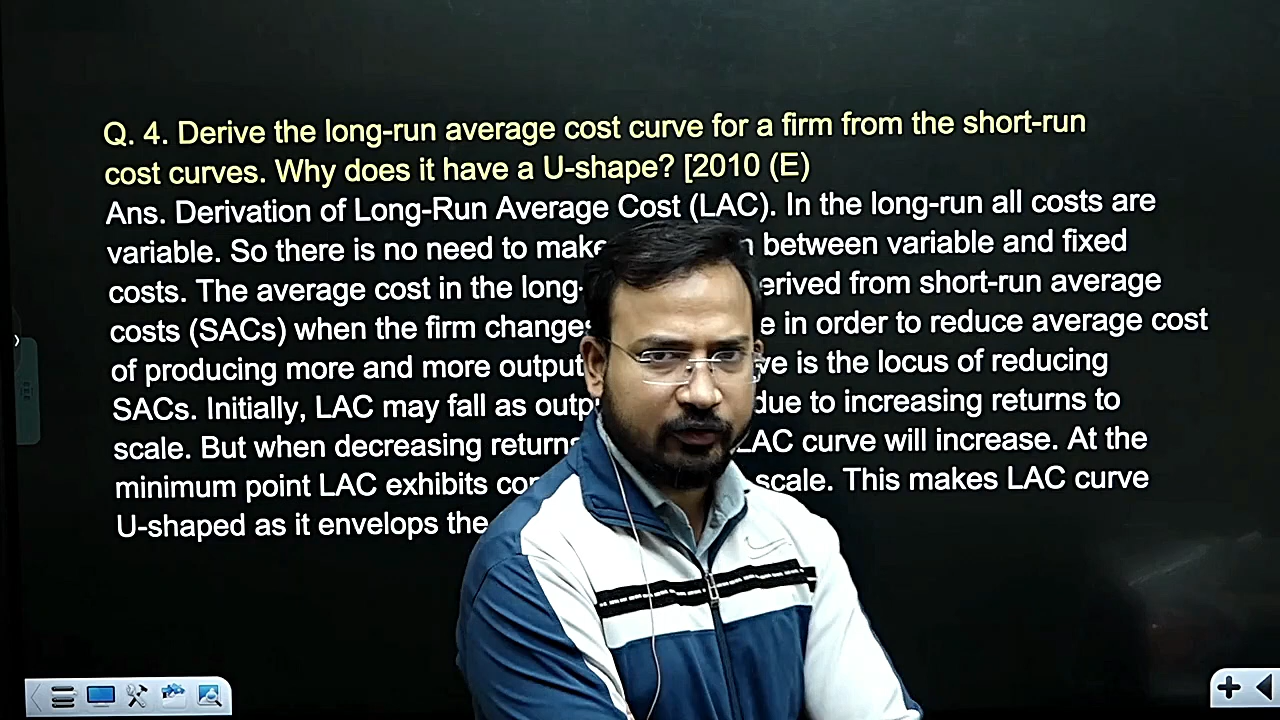 Q. 4. Derive the long-run average cost curve for a firm from the short-run
cost curves. Why does it have a U-shape? [2010 (E)
Ans. Derivation of Long-Run Average Cost (LAC). In the long-run all costs are
variable. So there is no need to make between variable and fixed
costs. The average cost in the long- erived from short-run average
costs (SACs) when the firm changes in order to reduce average cost
of producing more and more output is the locus of reducing
SACs. Initially, LAC may fall as due to increasing returns to
scale. But when decreasing returns LAC curve will increase. At the
minimum point LAC exhibits scale. This makes LAC curve
U-shaped as it envelops the